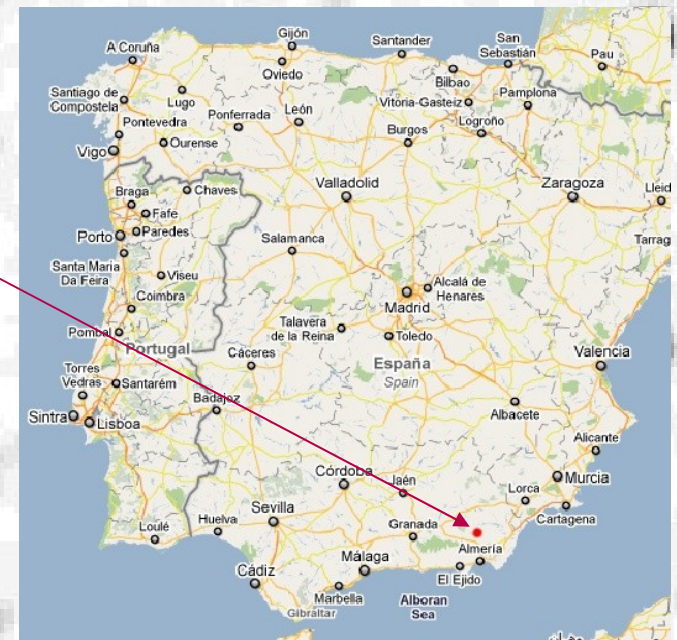 Gijón
A Coruña
San
Sebastián
Santander
Oviedo
Pau
Bilbao
Santiago de
Compostela
Lugo
Ponferrada
León
Vitoria-Gasteiz
Pamplona
Pontevedra
Logroño
Burgos
Ourense
Vigo
Valladolid
Zaragoza
Braga
Chaves
Lleid
Fafe
Porto
Paredes
Salamanca
Tarrag
Santa Maria
Da Feira
Viseu
Alcalá de
Henares
Coimbra
Madrid
Talavera
de la Reina
Pombal
Toledo
Portugal
Cáceres
España
Spain
Valencia
Torres
Vedras
Santarém
Badajoz
Sintra
Lisboa
Albacete
Alicante
Córdoba
Jaén
Murcia
Lorca
Sevilla
Cartagena
Loulé
Huelva
Granada
Almería
Málaga
Cádiz
El Ejido
Marbella
Alboran
Sea
Gibraltar